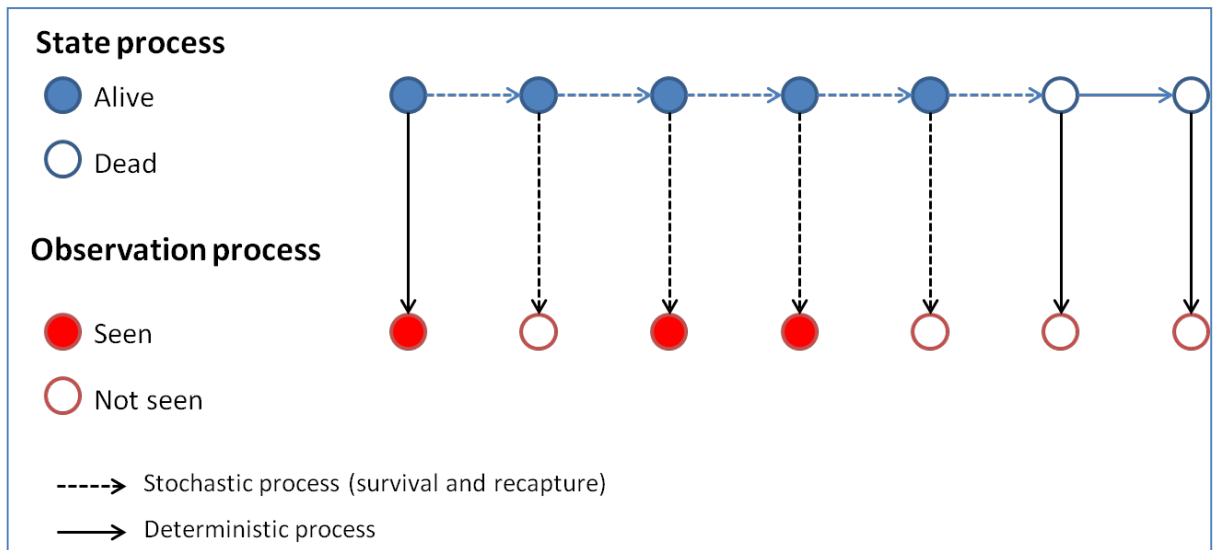 State process
Alive
Dead
Observation process
Seen
Not seen
Stochastic process (survival and recapture)
Deterministic process